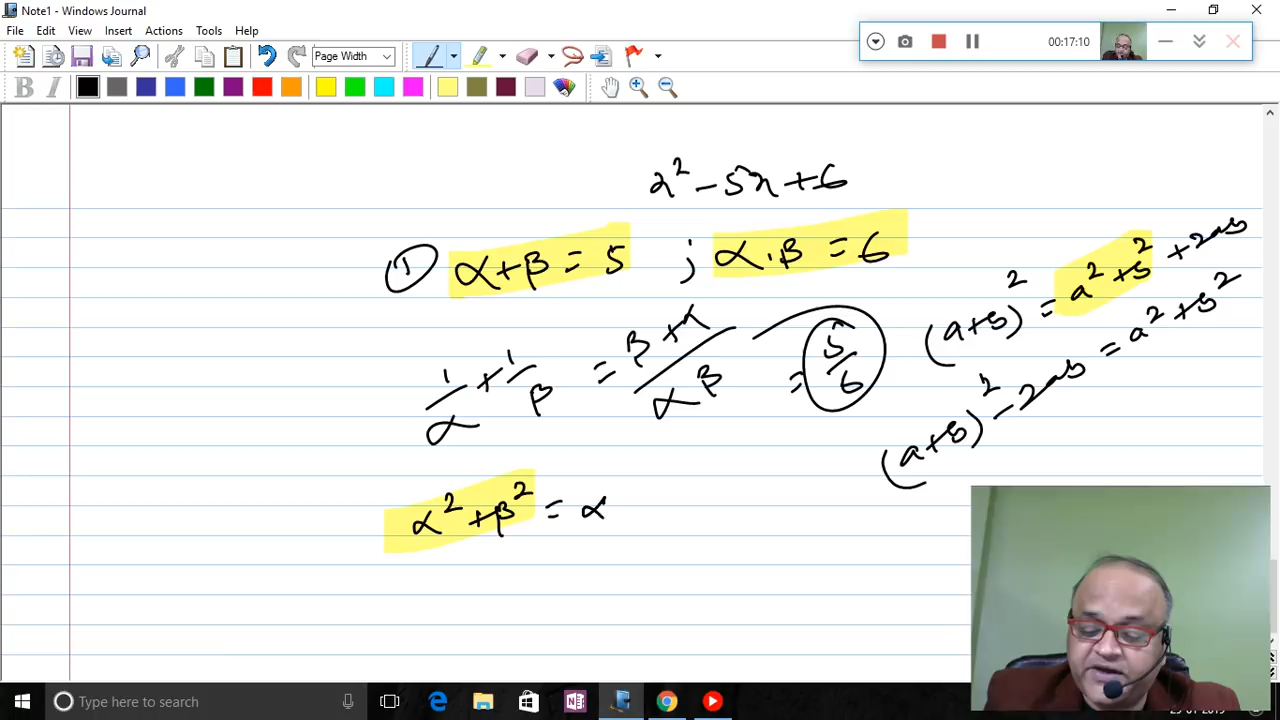 Note1 - Windows Journal
File Edit View Insert Actions Tools Help
Page Width
00:17:10
B I
x² - 5x + 6
① α+β = 5 ; α.β = 6
(a+b)² = a²+b² + 2ab
1/α + 1/β = β+α/αβ = 5/6
(a+b)² - 2ab = a² + b²
α² + β² = α
Type here to search